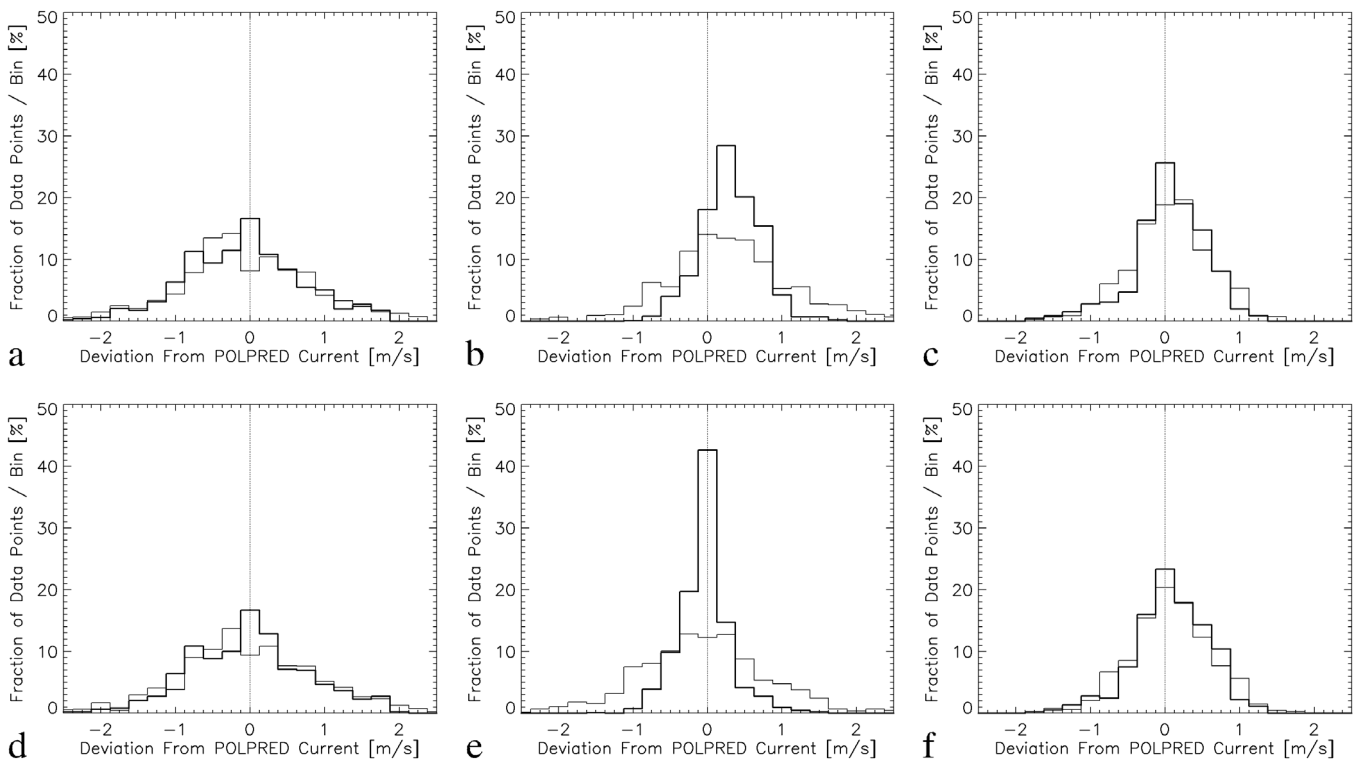 50
40
30
20
10
0
Fraction of Data Points / Bin [%]
−2 −1 0 1 2
a Deviation From POLPRED Current [m/s]
50
40
30
20
10
0
Fraction of Data Points / Bin [%]
−2 −1 0 1 2
b Deviation From POLPRED Current [m/s]
50
40
30
20
10
0
Fraction of Data Points / Bin [%]
−2 −1 0 1 2
c Deviation From POLPRED Current [m/s]
50
40
30
20
10
0
Fraction of Data Points / Bin [%]
−2 −1 0 1 2
d Deviation From POLPRED Current [m/s]
50
40
30
20
10
0
Fraction of Data Points / Bin [%]
−2 −1 0 1 2
e Deviation From POLPRED Current [m/s]
50
40
30
20
10
0
Fraction of Data Points / Bin [%]
−2 −1 0 1 2
f Deviation From POLPRED Current [m/s]